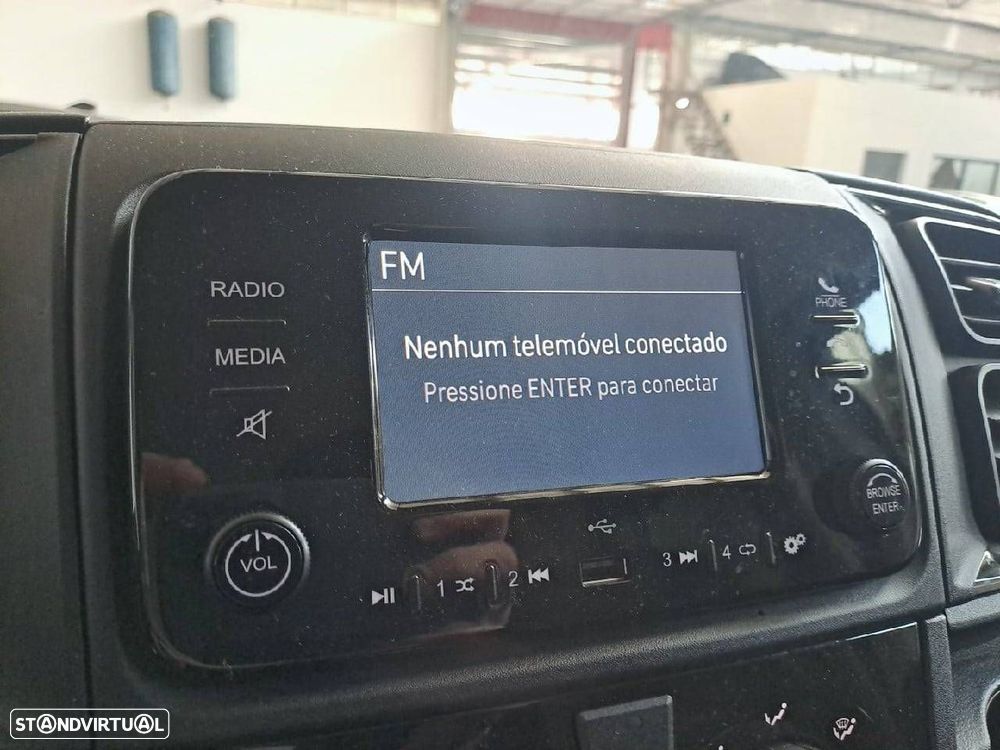 FM
Nenhum telemóvel conectado
Pressione ENTER para conectar
RADIO
MEDIA
VOL
PHONE
BROWSE
ENTER
1
2
3
4
STANDVIRTUAL